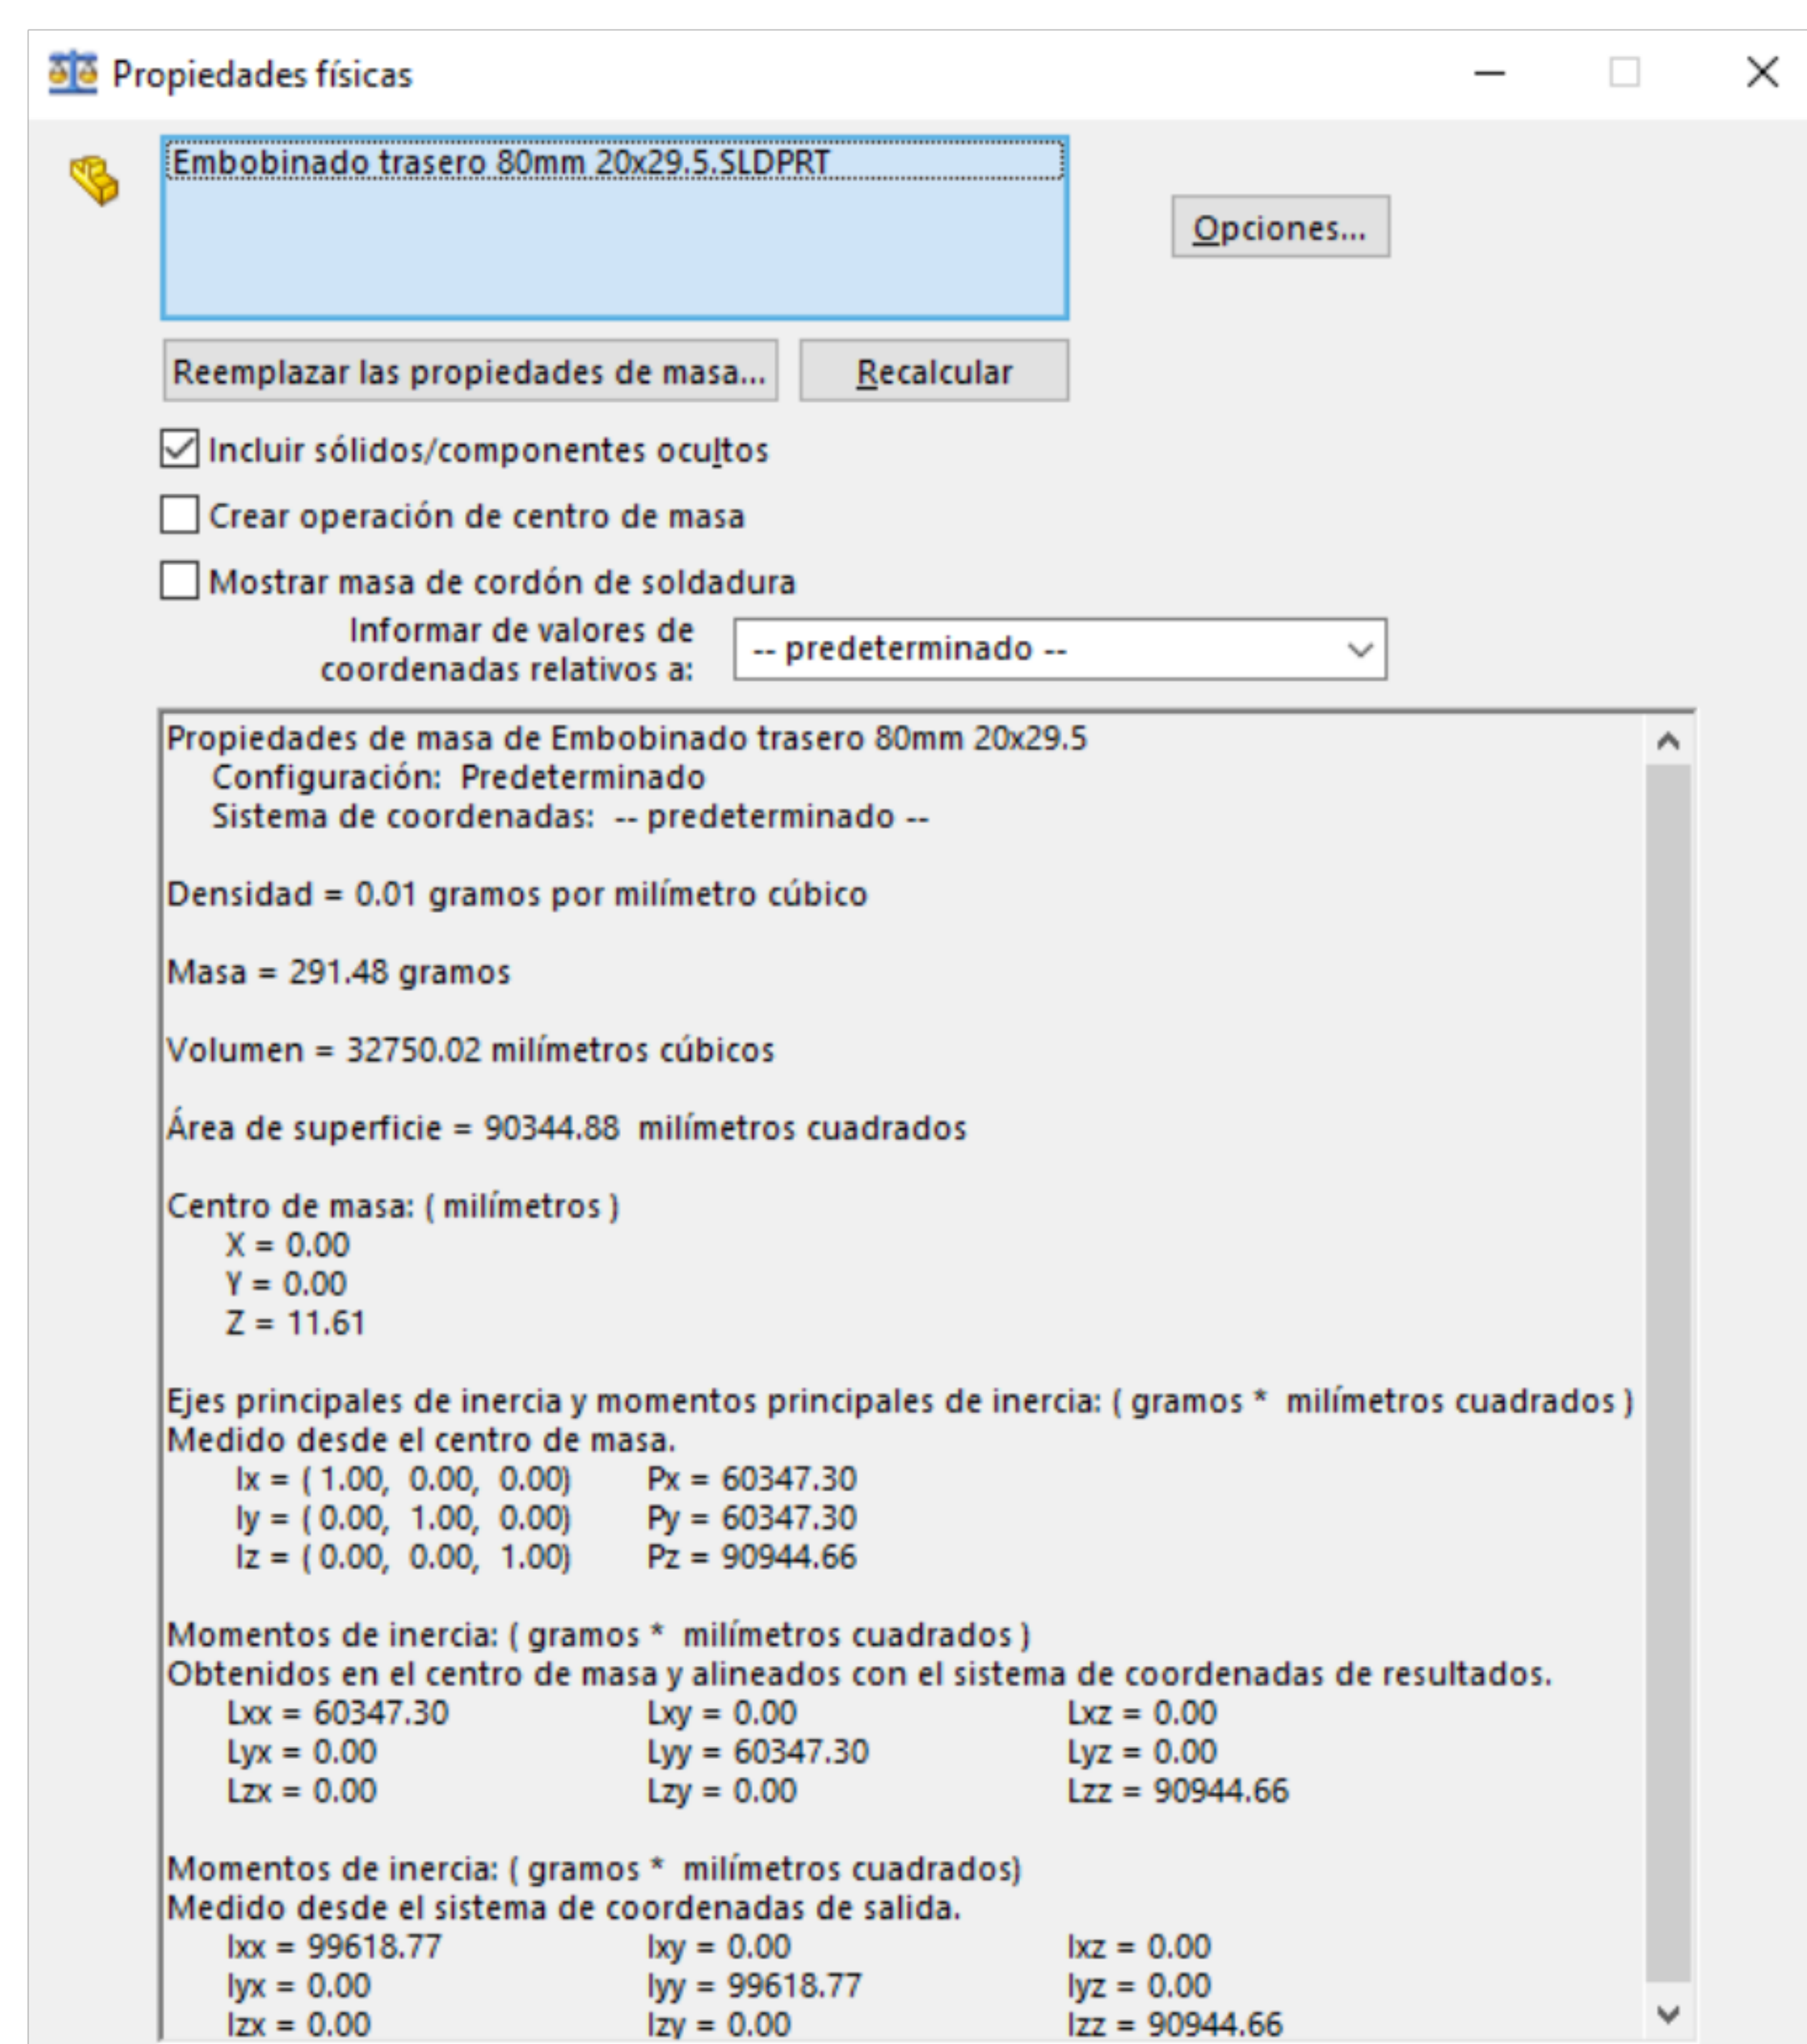 Propiedades físicas
Embobinado trasero 80mm 20x29.5.SLDPRT
Opciones...
Reemplazar las propiedades de masa...
Recalcular
Incluir sólidos/componentes ocultos
Crear operación de centro de masa
Mostrar masa de cordón de soldadura
Informar de valores de
coordenadas relativos a:
-- predeterminado --
Propiedades de masa de Embobinado trasero 80mm 20x29.5
Configuración: Predeterminado
Sistema de coordenadas: -- predeterminado --
Densidad = 0.01 gramos por milímetro cúbico
Masa = 291.48 gramos
Volumen = 32750.02 milímetros cúbicos
Área de superficie = 90344.88 milímetros cuadrados
Centro de masa: ( milímetros )
X = 0.00
Y = 0.00
Z = 11.61
Ejes principales de inercia y momentos principales de inercia: ( gramos * milímetros cuadrados )
Medido desde el centro de masa.
Ix = ( 1.00, 0.00, 0.00) Px = 60347.30
Iy = ( 0.00, 1.00, 0.00) Py = 60347.30
Iz = ( 0.00, 0.00, 1.00) Pz = 90944.66
Momentos de inercia: ( gramos * milímetros cuadrados )
Obtenidos en el centro de masa y alineados con el sistema de coordenadas de resultados.
Lxx = 60347.30 Lxy = 0.00 Lxz = 0.00
Lyx = 0.00 Lyy = 60347.30 Lyz = 0.00
Lzx = 0.00 Lzy = 0.00 Lzz = 90944.66
Momentos de inercia: ( gramos * milímetros cuadrados)
Medido desde el sistema de coordenadas de salida.
Ixx = 99618.77 Ixy = 0.00 Ixz = 0.00
Iyx = 0.00 Iyy = 99618.77 Iyz = 0.00
Izx = 0.00 Izy = 0.00 Izz = 90944.66